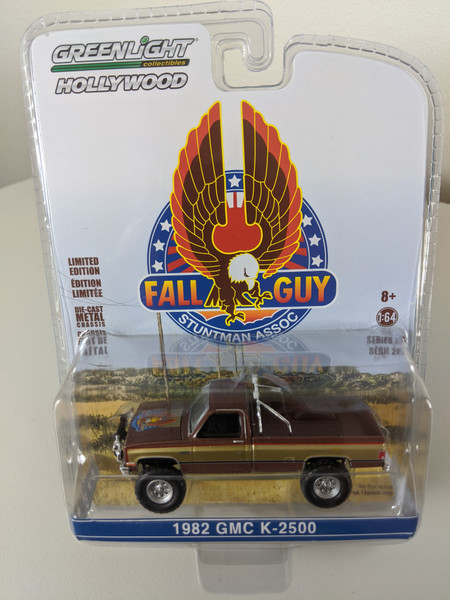 GREENLIGHT
collectibles
HOLLYWOOD
FALL GUY
STUNTMAN ASSOC
LIMITED
EDITION
ÉDITION
LIMITÉE
DIE-CAST
METAL
CHASSIS
8+
1:64
1982 GMC K-2500